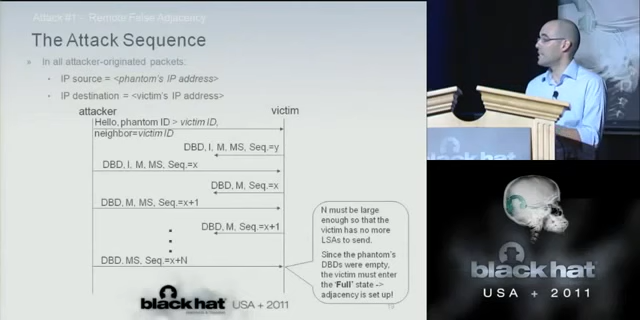 Attack #1 - Remote False Adjacency
The Attack Sequence
In all attacker-originated packets:
IP source = <phantom's IP address>
IP destination = <victim's IP address>
attacker
victim
Hello, phantom ID > victim ID,
neighbor=victim ID
DBD, I, M, MS, Seq.=y
DBD, I, M, MS, Seq.=x
DBD, M, Seq.=x
DBD, M, MS, Seq.=x+1
DBD, M, Seq.=x+1
DBD, MS, Seq.=x+N
N must be large
enough so that the
victim has no more
LSAs to send.
Since the phantom's
DBDs were empty,
the victim must enter
the 'Full' state ->
adjacency is set up!
black hat
USA + 2011
black hat
black hat
USA + 2011